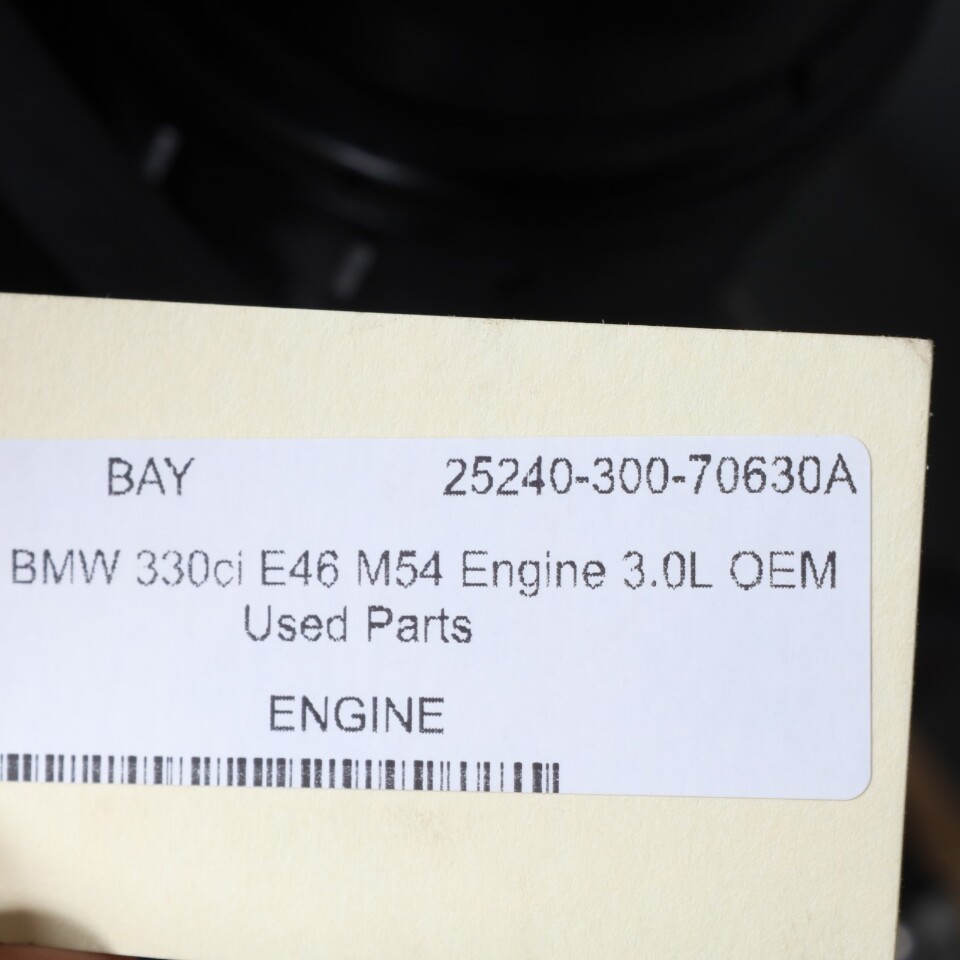 BAY 25240-300-70630A
BMW 330ci E46 M54 Engine 3.0L OEM
Used Parts
ENGINE